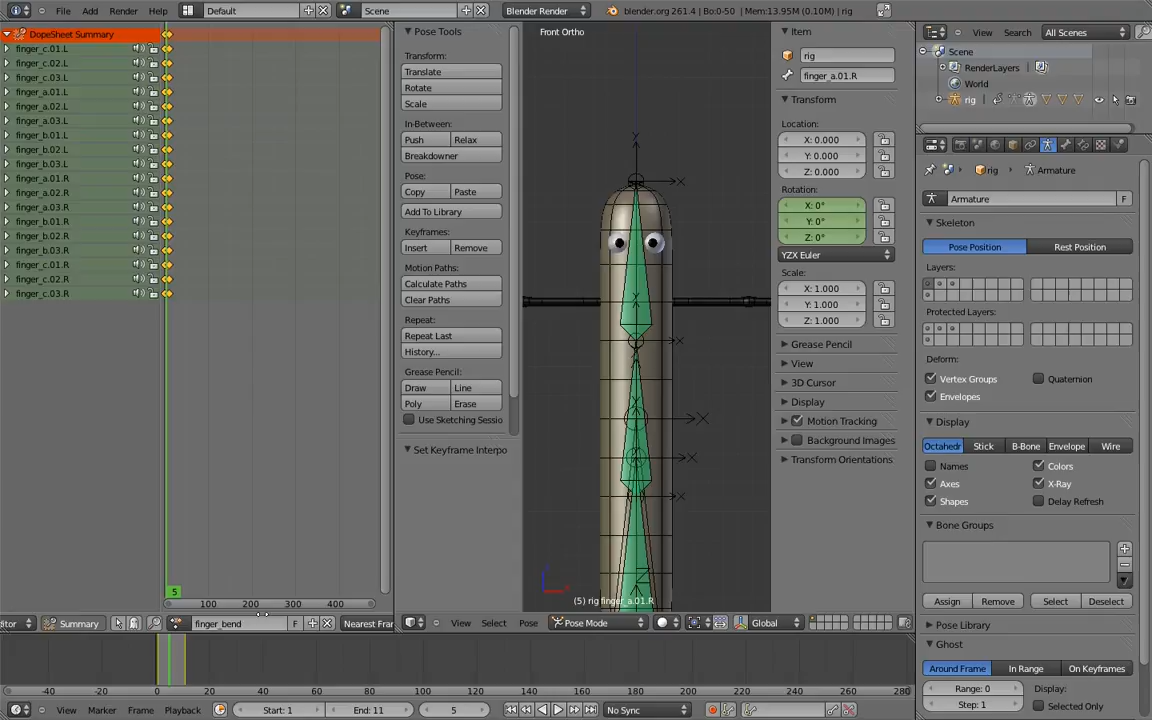 File Add Render Help Default Scene Blender Render blender.org 261.4 | Bo:0-50 | Mem:13.95M (0.10M) | rig
DopeSheet Summary
finger_c.01.L
finger_c.02.L
finger_c.03.L
finger_a.01.L
finger_a.02.L
finger_a.03.L
finger_b.01.L
finger_b.02.L
finger_b.03.L
finger_a.01.R
finger_a.02.R
finger_a.03.R
finger_b.01.R
finger_b.02.R
finger_b.03.R
finger_c.01.R
finger_c.02.R
finger_c.03.R
5
100 200 300 400
itor Summary finger_bend F Nearest Fran
Pose Tools
Transform:
Translate
Rotate
Scale
In-Between:
Push Relax
Breakdowner
Pose:
Copy Paste
Add To Library
Keyframes:
Insert Remove
Motion Paths:
Calculate Paths
Clear Paths
Repeat:
Repeat Last
History...
Grease Pencil:
Draw Line
Poly Erase
Use Sketching Sessio
Set Keyframe Interpo
Front Ortho
Y
X
X
X
X
X
(5) rig finger_a.01.R
View Select Pose Pose Mode Global
Item
rig
finger_a.01.R
Transform
Location:
X: 0.000
Y: 0.000
Z: 0.000
Rotation:
X: 0°
Y: 0°
Z: 0°
YZX Euler
Scale:
X: 1.000
Y: 1.000
Z: 1.000
Grease Pencil
View
3D Cursor
Display
Motion Tracking
Background Images
Transform Orientations
View Search All Scenes
Scene
RenderLayers
World
rig
rig Armature
Armature F
Skeleton
Pose Position Rest Position
Layers:
Protected Layers:
Deform:
Vertex Groups Quaternion
Envelopes
Display
Octahedr Stick B-Bone Envelope Wire
Names Colors
Axes X-Ray
Shapes Delay Refresh
Bone Groups
Assign Remove Select Deselect
Pose Library
Ghost
Around Frame In Range On Keyframes
Range: 0 Display:
Step: 1 Selected Only
-40 -20 0 20 40 60 80 100 120 140 160 180 200 220 240 260 280
View Marker Frame Playback Start: 1 End: 11 5 No Sync